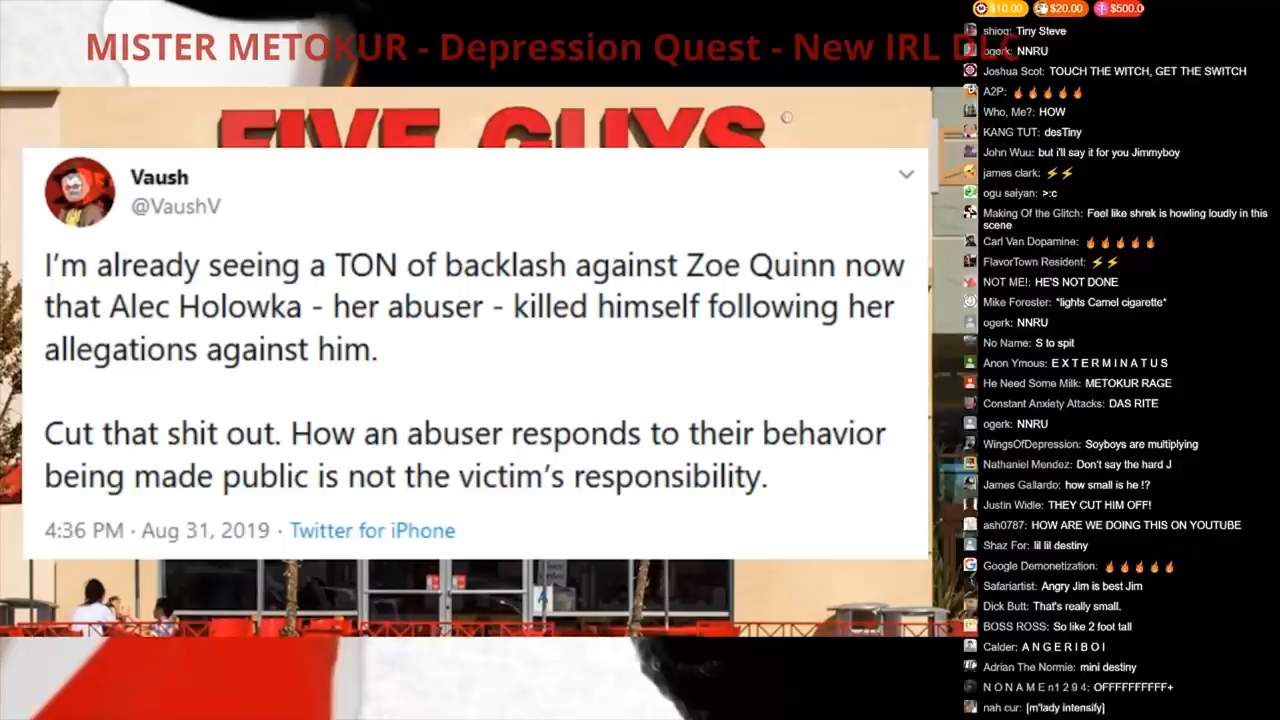 MISTER METOKUR - Depression Quest - New IRL DLC
FIVE GUYS
Vaush
@VaushV
I'm already seeing a TON of backlash against Zoe Quinn now
that Alec Holowka - her abuser - killed himself following her
allegations against him.
Cut that shit out. How an abuser responds to their behavior
being made public is not the victim's responsibility.
4:36 PM · Aug 31, 2019 · Twitter for iPhone
$10.00 $20.00 $500.0
shioq: Tiny Steve
ogerk: NNRU
Joshua Scot: TOUCH THE WITCH, GET THE SWITCH
A2P: 🔥🔥🔥🔥🔥
Who, Me?: HOW
KANG TUT: desTiny
John Wuu: but i'll say it for you Jimmyboy
james clark: ⚡⚡
ogu saiyan: >:c
Making Of the Glitch: Feel like shrek is howling loudly in this
scene
Carl Van Dopamine: 🔥🔥🔥🔥🔥
FlavorTown Resident: ⚡⚡
NOT ME!: HE'S NOT DONE
Mike Forester: *lights Camel cigarette*
ogerk: NNRU
No Name: S to spit
Anon Ymous: E X T E R M I N A T U S
He Need Some Milk: METOKUR RAGE
Constant Anxiety Attacks: DAS RITE
ogerk: NNRU
WingsOfDepression: Soyboys are multiplying
Nathaniel Mendez: Don't say the hard J
James Gallardo: how small is he !?
Justin Widle: THEY CUT HIM OFF!
ash0787: HOW ARE WE DOING THIS ON YOUTUBE
Shaz For: lil lil destiny
Google Demonetization: 🔥🔥🔥🔥🔥
Safariartist: Angry Jim is best Jim
Dick Butt: That's really small.
BOSS ROSS: So like 2 foot tall
Calder: A N G E R I B O I
Adrian The Normie: mini destiny
N O N A M E n 1 2 9 4: OFFFFFFFFFF+
nah cur: [m'lady intensify]